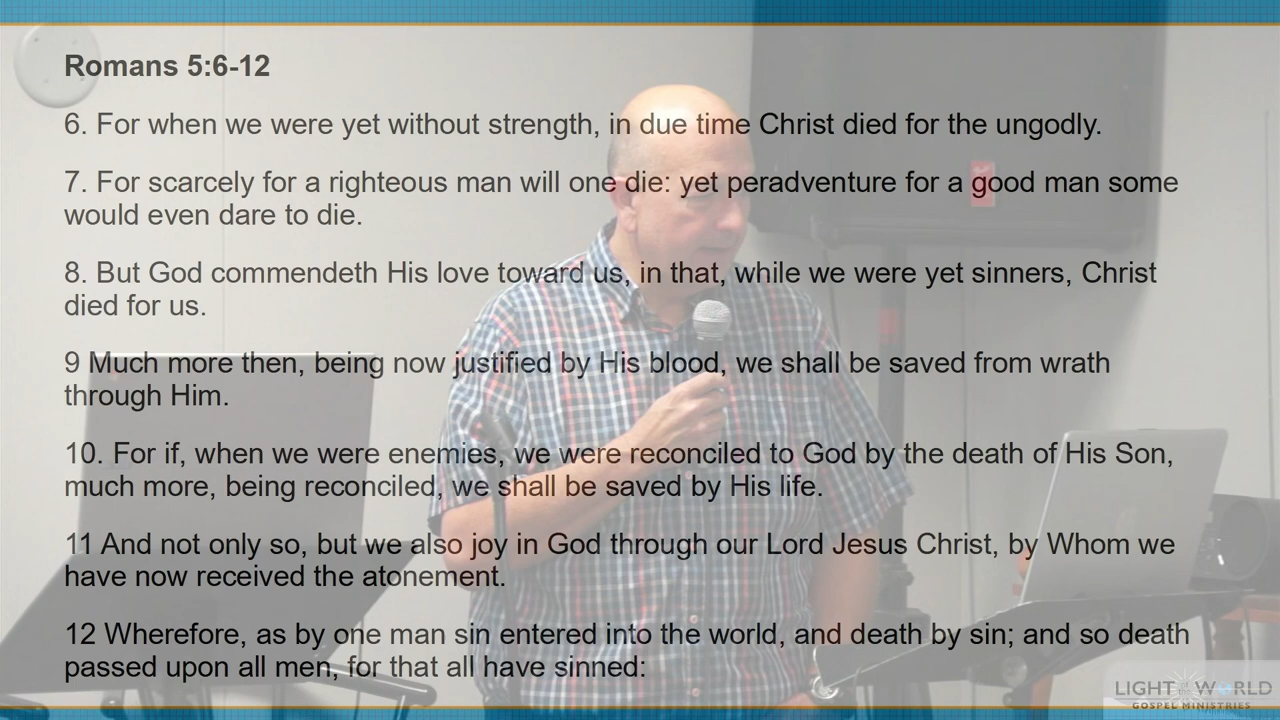 Romans 5:6-12
6. For when we were yet without strength, in due time Christ died for the ungodly.
7. For scarcely for a righteous man will one die: yet peradventure for a good man some
would even dare to die.
8. But God commendeth His love toward us, in that, while we were yet sinners, Christ
died for us.
9 Much more then, being now justified by His blood, we shall be saved from wrath
through Him.
10. For if, when we were enemies, we were reconciled to God by the death of His Son,
much more, being reconciled, we shall be saved by His life.
11 And not only so, but we also joy in God through our Lord Jesus Christ, by Whom we
have now received the atonement.
12 Wherefore, as by one man sin entered into the world, and death by sin; and so death
passed upon all men, for that all have sinned:
LIGHT of the WORLD
GOSPEL MINISTRIES